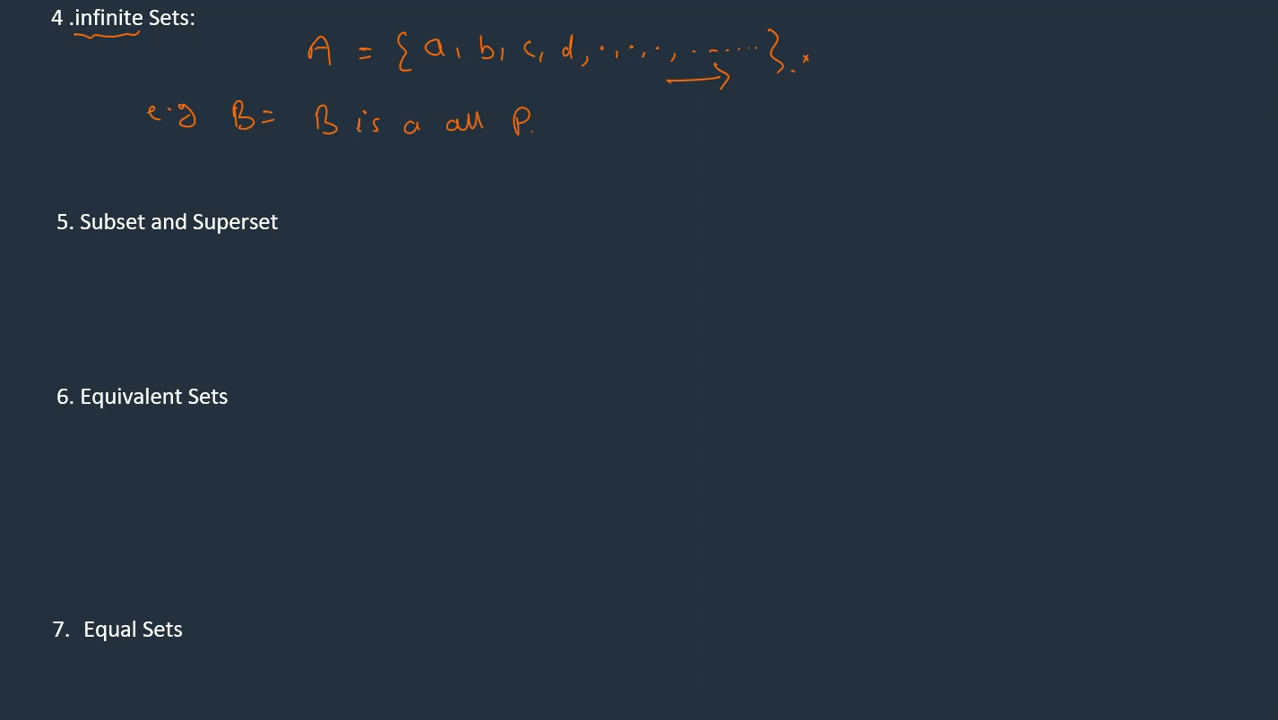 4 .infinite Sets:
A = {a, b, c, d, ., ., ., .......}.
e.g B = B is a all P.
5. Subset and Superset
6. Equivalent Sets
7. Equal Sets